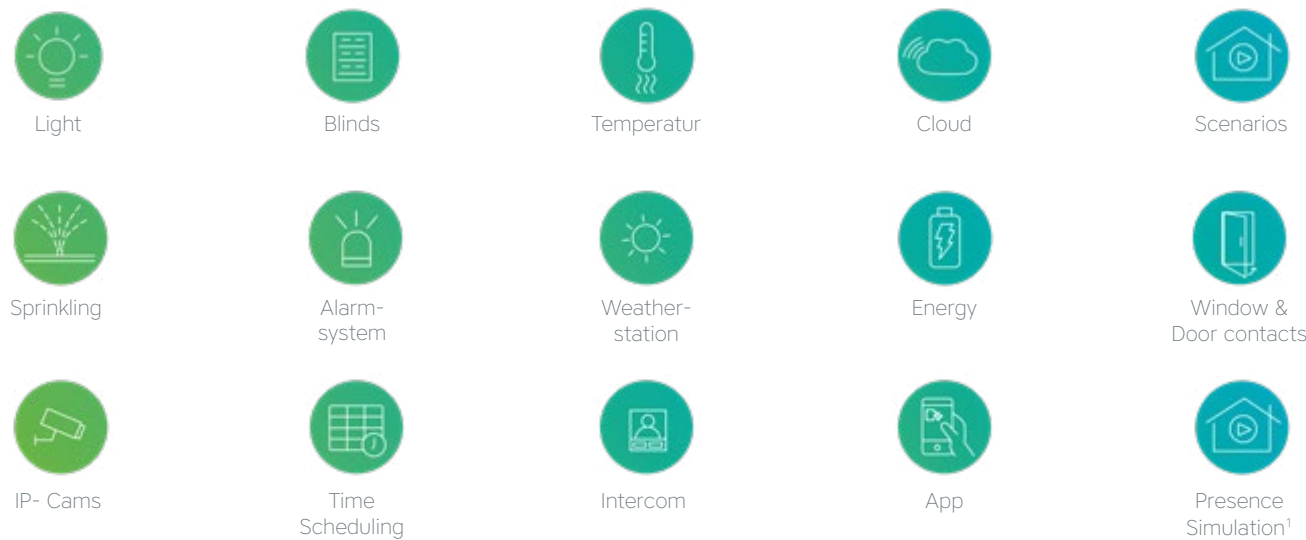 Light
Blinds
Temperatur
Cloud
Scenarios
Sprinkling
Alarm-
system
Weather-
station
Energy
Window &
Door contacts
IP- Cams
Time
Scheduling
Intercom
App
Presence
Simulation¹